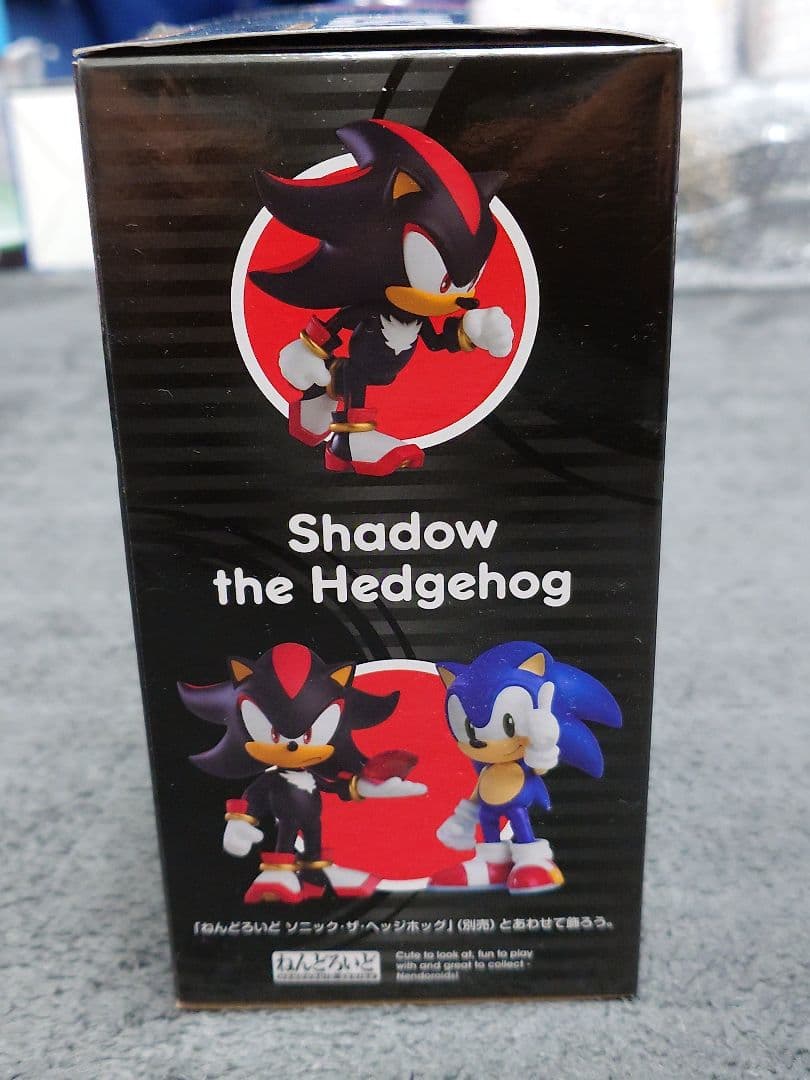 Shadow
the Hedgehog
「ねんどろいど ソニック・ザ・ヘッジホッグ」(別売) とあわせて飾ろう。
ねんどろいど
NENDOROID SERIES
Cute to look at, fun to play
with and great to collect -
Nendoroids!